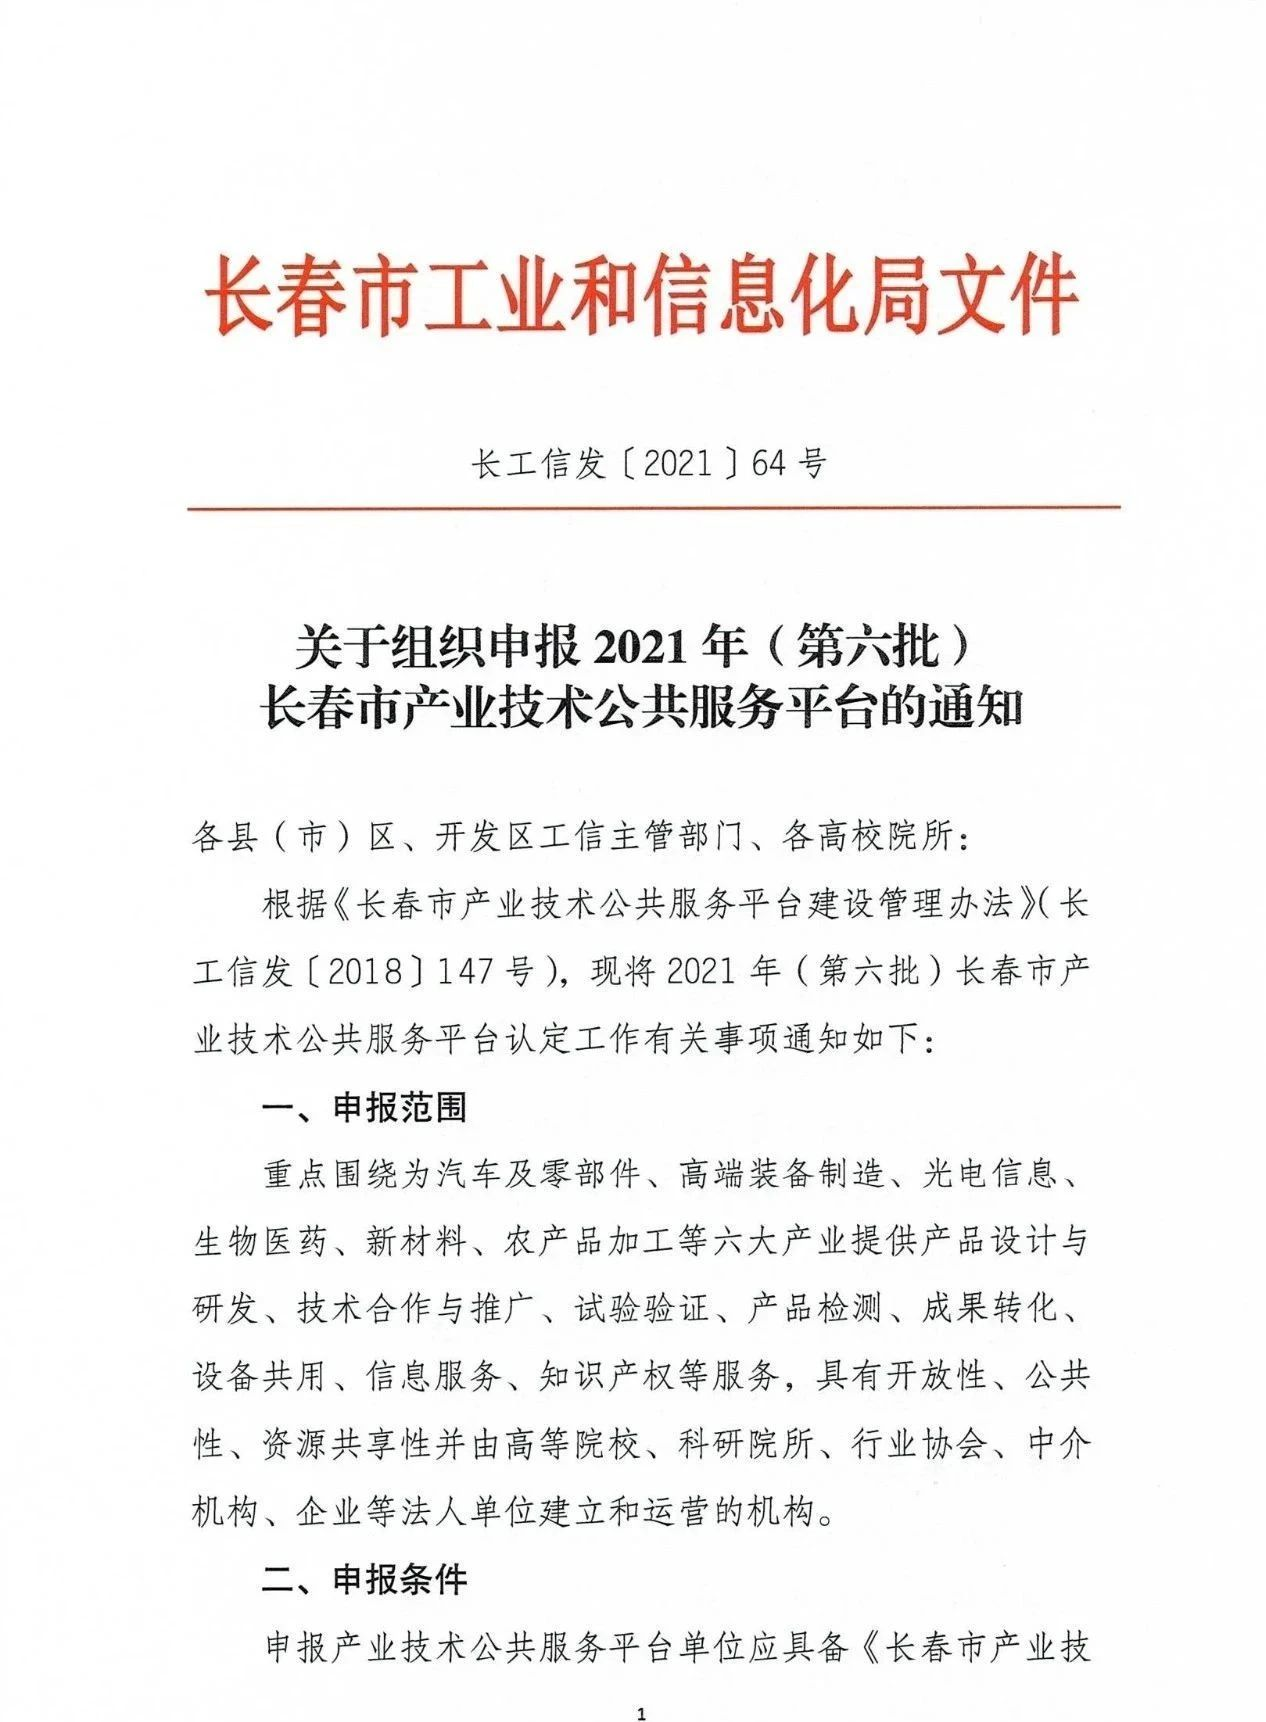 长春市工业和信息化局文件
长工信发〔2021〕64 号
关于组织申报 2021 年（第六批）
长春市产业技术公共服务平台的通知
各县（市）区、开发区工信主管部门、各高校院所：
根据《长春市产业技术公共服务平台建设管理办法》（长
工信发〔2018〕147 号），现将 2021 年（第六批）长春市产
业技术公共服务平台认定工作有关事项通知如下：
一、申报范围
重点围绕为汽车及零部件、高端装备制造、光电信息、
生物医药、新材料、农产品加工等六大产业提供产品设计与
研发、技术合作与推广、试验验证、产品检测、成果转化、
设备共用、信息服务、知识产权等服务，具有开放性、公共
性、资源共享性并由高等院校、科研院所、行业协会、中介
机构、企业等法人单位建立和运营的机构。
二、申报条件
申报产业技术公共服务平台单位应具备《长春市产业技
1